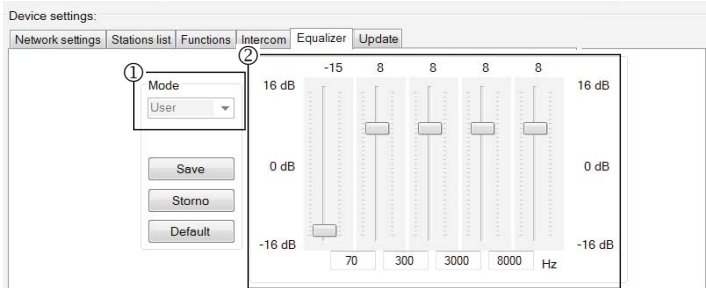 Device settings:
Network settings Stations list Functions Intercom Equalizer Update
① ②
-15 8 8 8 8
Mode 16 dB 16 dB
User
Save 0 dB 0 dB
Storno
Default
-16 dB -16 dB
70 300 3000 8000 Hz